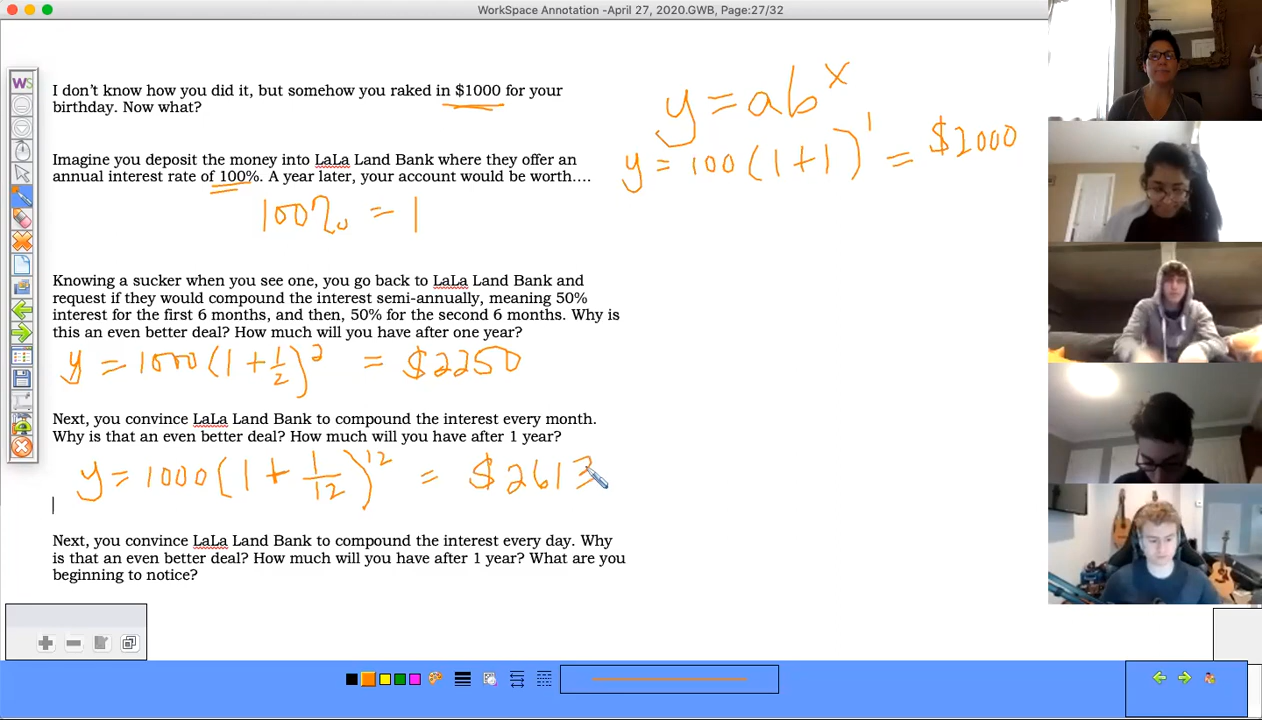 WorkSpace Annotation -April 27, 2020.GWB, Page:27/32
WS
I don't know how you did it, but somehow you raked in $1000 for your
birthday. Now what?
y = ab^x
y = 100(1+1)^1 = $2000
Imagine you deposit the money into LaLa Land Bank where they offer an
annual interest rate of 100%. A year later, your account would be worth....
100% = 1
Knowing a sucker when you see one, you go back to LaLa Land Bank and
request if they would compound the interest semi-annually, meaning 50%
interest for the first 6 months, and then, 50% for the second 6 months. Why is
this an even better deal? How much will you have after one year?
y = 1000(1+1/2)^2 = $2250
Next, you convince LaLa Land Bank to compound the interest every month.
Why is that an even better deal? How much will you have after 1 year?
y = 1000(1+1/12)^12 = $2613
Next, you convince LaLa Land Bank to compound the interest every day. Why
is that an even better deal? How much will you have after 1 year? What are you
beginning to notice?